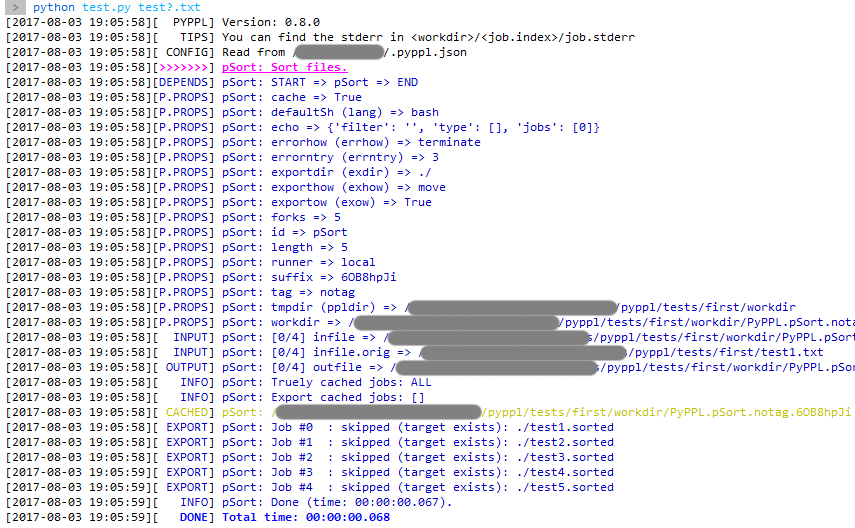 > python test.py test?.txt
[2017-08-03 19:05:58][  PYPPL] Version: 0.8.0
[2017-08-03 19:05:58][   TIPS] You can find the stderr in <workdir>/<job.index>/job.stderr
[2017-08-03 19:05:58][ CONFIG] Read from / /.pyppl.json
[2017-08-03 19:05:58][>>>>>>>] pSort: Sort files.
[2017-08-03 19:05:58][DEPENDS] pSort: START => pSort => END
[2017-08-03 19:05:58][P.PROPS] pSort: cache => True
[2017-08-03 19:05:58][P.PROPS] pSort: defaultSh (lang) => bash
[2017-08-03 19:05:58][P.PROPS] pSort: echo => {'filter': '', 'type': [], 'jobs': [0]}
[2017-08-03 19:05:58][P.PROPS] pSort: errorhow (errhow) => terminate
[2017-08-03 19:05:58][P.PROPS] pSort: errorntry (errntry) => 3
[2017-08-03 19:05:58][P.PROPS] pSort: exportdir (exdir) => ./
[2017-08-03 19:05:58][P.PROPS] pSort: exporthow (exhow) => move
[2017-08-03 19:05:58][P.PROPS] pSort: exportow (exow) => True
[2017-08-03 19:05:58][P.PROPS] pSort: forks => 5
[2017-08-03 19:05:58][P.PROPS] pSort: id => pSort
[2017-08-03 19:05:58][P.PROPS] pSort: length => 5
[2017-08-03 19:05:58][P.PROPS] pSort: runner => local
[2017-08-03 19:05:58][P.PROPS] pSort: suffix => 6OB8hpJi
[2017-08-03 19:05:58][P.PROPS] pSort: tag => notag
[2017-08-03 19:05:58][P.PROPS] pSort: tmpdir (ppldir) => / /pyppl/tests/first/workdir
[2017-08-03 19:05:58][P.PROPS] pSort: workdir => / /pyppl/tests/first/workdir/PyPPL.pSort.nota
[2017-08-03 19:05:58][  INPUT] pSort: [0/4] infile => / /pyppl/tests/first/workdir/PyPPL.pSort
[2017-08-03 19:05:58][  INPUT] pSort: [0/4] infile.orig => / /pyppl/tests/first/test1.txt
[2017-08-03 19:05:58][ OUTPUT] pSort: [0/4] outfile => / /pyppl/tests/first/workdir/PyPPL.pSo
[2017-08-03 19:05:58][   INFO] pSort: Truely cached jobs: ALL
[2017-08-03 19:05:58][   INFO] pSort: Export cached jobs: []
[2017-08-03 19:05:58][ CACHED] pSort: / /pyppl/tests/first/workdir/PyPPL.pSort.notag.6OB8hpJi
[2017-08-03 19:05:58][ EXPORT] pSort: Job #0  : skipped (target exists): ./test1.sorted
[2017-08-03 19:05:58][ EXPORT] pSort: Job #1  : skipped (target exists): ./test2.sorted
[2017-08-03 19:05:58][ EXPORT] pSort: Job #2  : skipped (target exists): ./test3.sorted
[2017-08-03 19:05:59][ EXPORT] pSort: Job #3  : skipped (target exists): ./test4.sorted
[2017-08-03 19:05:59][ EXPORT] pSort: Job #4  : skipped (target exists): ./test5.sorted
[2017-08-03 19:05:59][   INFO] pSort: Done (time: 00:00:00.067).
[2017-08-03 19:05:59][   DONE] Total time: 00:00:00.068